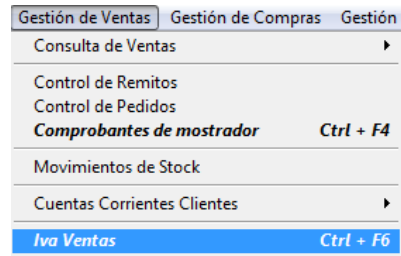 Gestión de Ventas Gestión de Compras Gestión
Consulta de Ventas
Control de Remitos
Control de Pedidos
Comprobantes de mostrador Ctrl + F4
Movimientos de Stock
Cuentas Corrientes Clientes
Iva Ventas Ctrl + F6